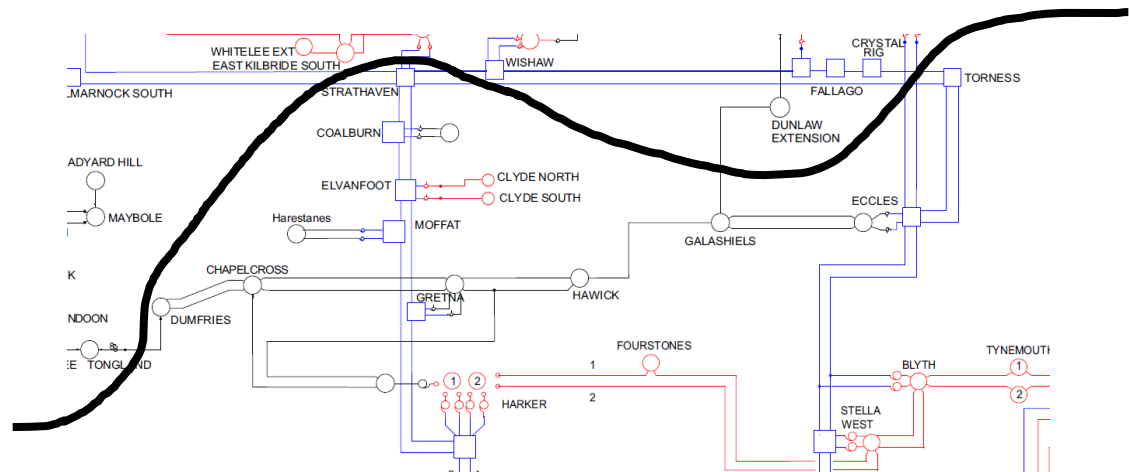 CRYSTAL
RIG
WHITELEE EXT
EAST KILBRIDE SOUTH
WISHAW
TORNESS
LMARNOCK SOUTH
STRATHAVEN
FALLAGO
DUNLAW
EXTENSION
COALBURN
ADYARD HILL
ELVANFOOT
CLYDE NORTH
CLYDE SOUTH
ECCLES
MAYBOLE
Harestanes
MOFFAT
GALASHIELS
K
CHAPELCROSS
GRETNA
HAWICK
NDOON
DUMFRIES
EE
TONGLAND
FOURSTONES
1
2
HARKER
1
2
BLYTH
TYNEMOUTH
1
2
STELLA
WEST